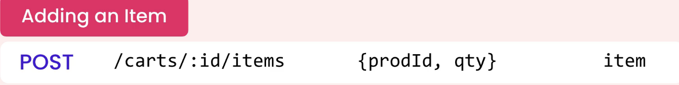 Adding an Item
POST /carts/:id/items {prodId, qty} item